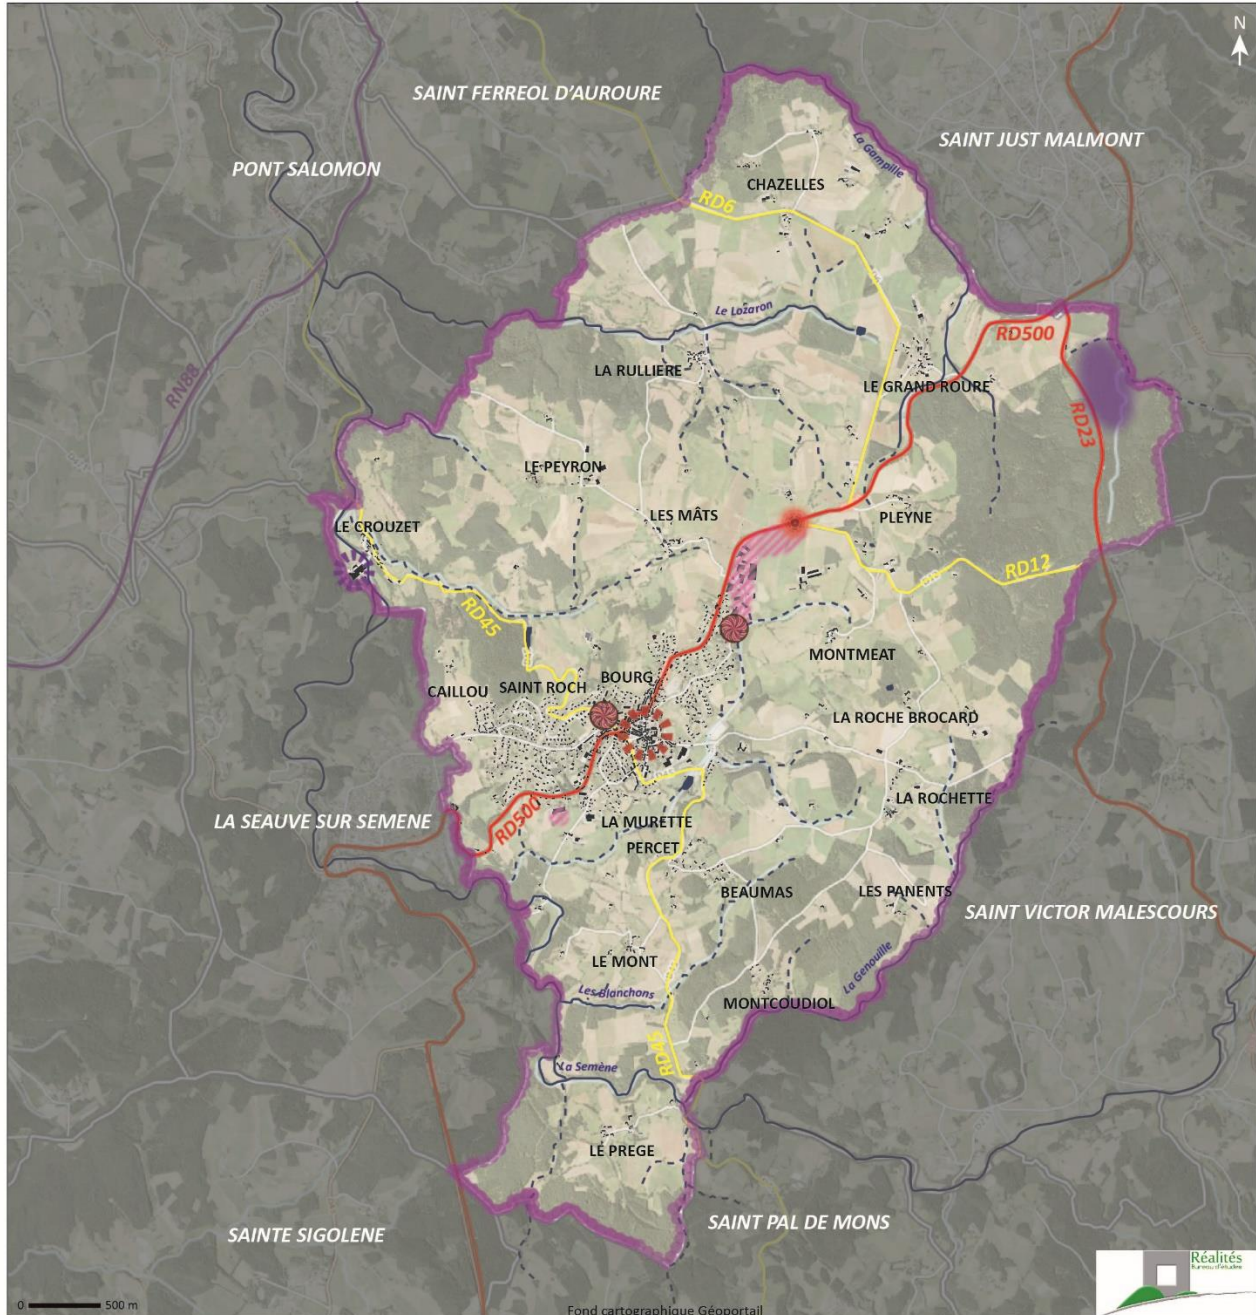 N
SAINT FERREOL D'AUROURE
SAINT JUST MALMONT
La Gampille
PONT SALOMON
CHAZELLES
RD6
Le Lozaron
RD500
LA RULLIERE
LE GRAND ROURE
RN88
RD23
LE PEYRON
LES MÂTS
PLEYNE
LE CROUZET
RD12
RD45
MONTMEAT
BOURG
SAINT ROCH
CAILLOU
LA ROCHE BROCARD
LA ROCHETTE
LA SEAUVE SUR SEMENE
RD500
LA MURETTE
PERCET
BEAUMAS
LES PANENTS
SAINT VICTOR MALESCOURS
LE MONT
La Genouille
Les Blanchons
MONTCOUDIOL
RD45
La Semène
LE PREGE
SAINT PAL DE MONS
SAINTE SIGOLENE
Réalités
Bureau d'études
0 500 m
Fond cartographique Géoportail